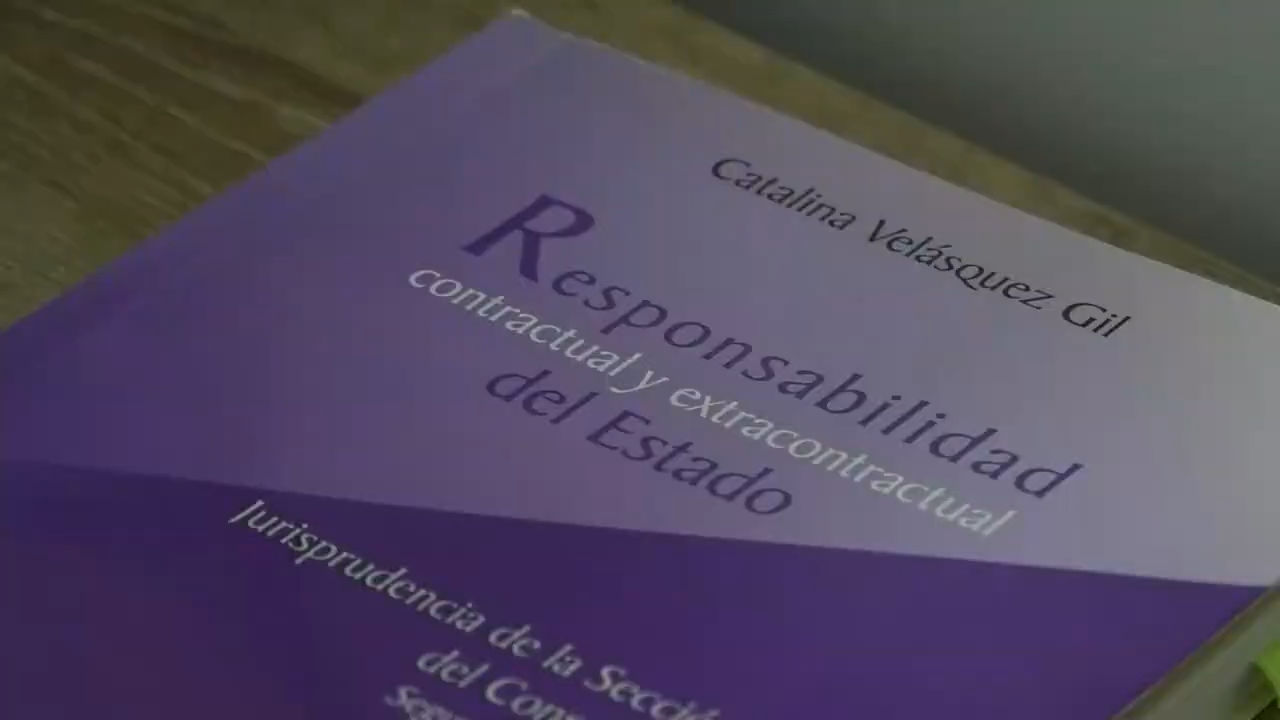 Catalina Velásquez Gil
Responsabilidad
contractual y extracontractual
del Estado
Jurisprudencia de la
del